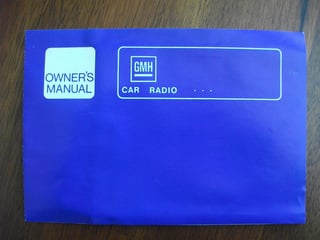 OWNER'S
MANUAL
GMH
CAR RADIO . . .